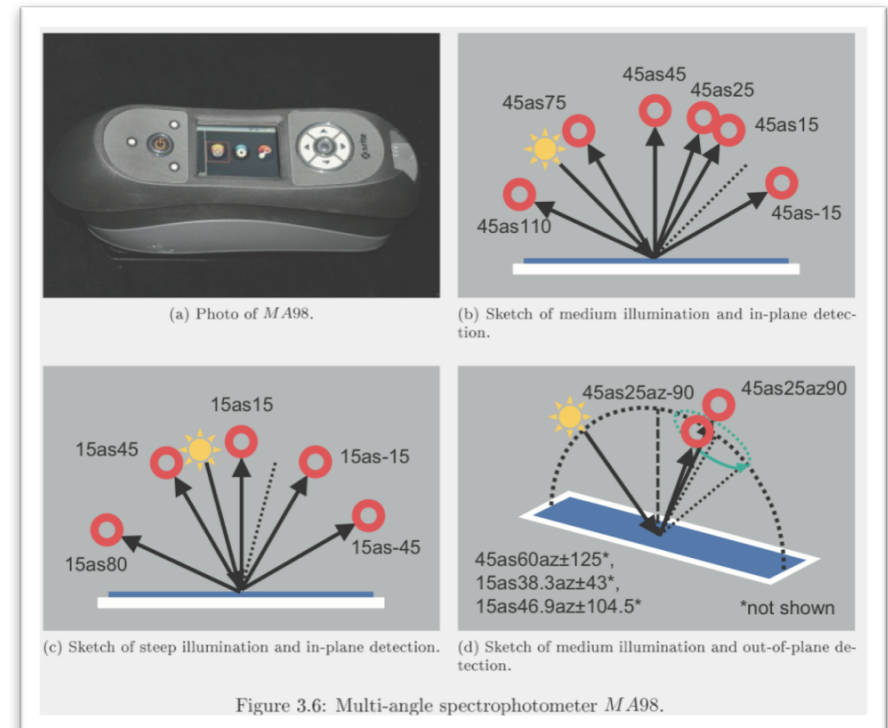 x·rite
(a) Photo of MA98.
45as45
45as25
45as75
45as15
45as-15
45as110
(b) Sketch of medium illumination and in-plane detec-
tion.
15as15
15as45
15as-15
15as-45
15as80
(c) Sketch of steep illumination and in-plane detection.
45as25az-90
45as25az90
45as60az±125*,
15as38.3az±43*,
15as46.9az±104.5*
*not shown
(d) Sketch of medium illumination and out-of-plane de-
tection.
Figure 3.6: Multi-angle spectrophotometer MA98.